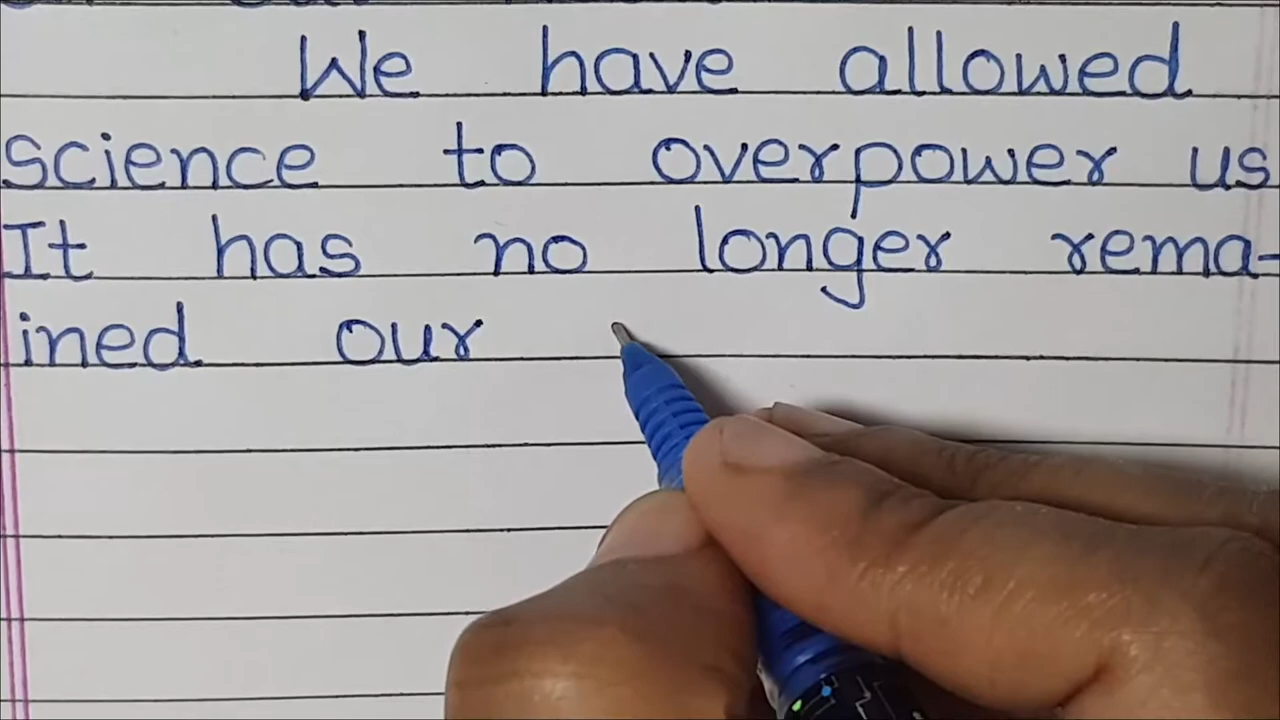 We have allowed
science to overpower us
It has no longer rema-
ined our